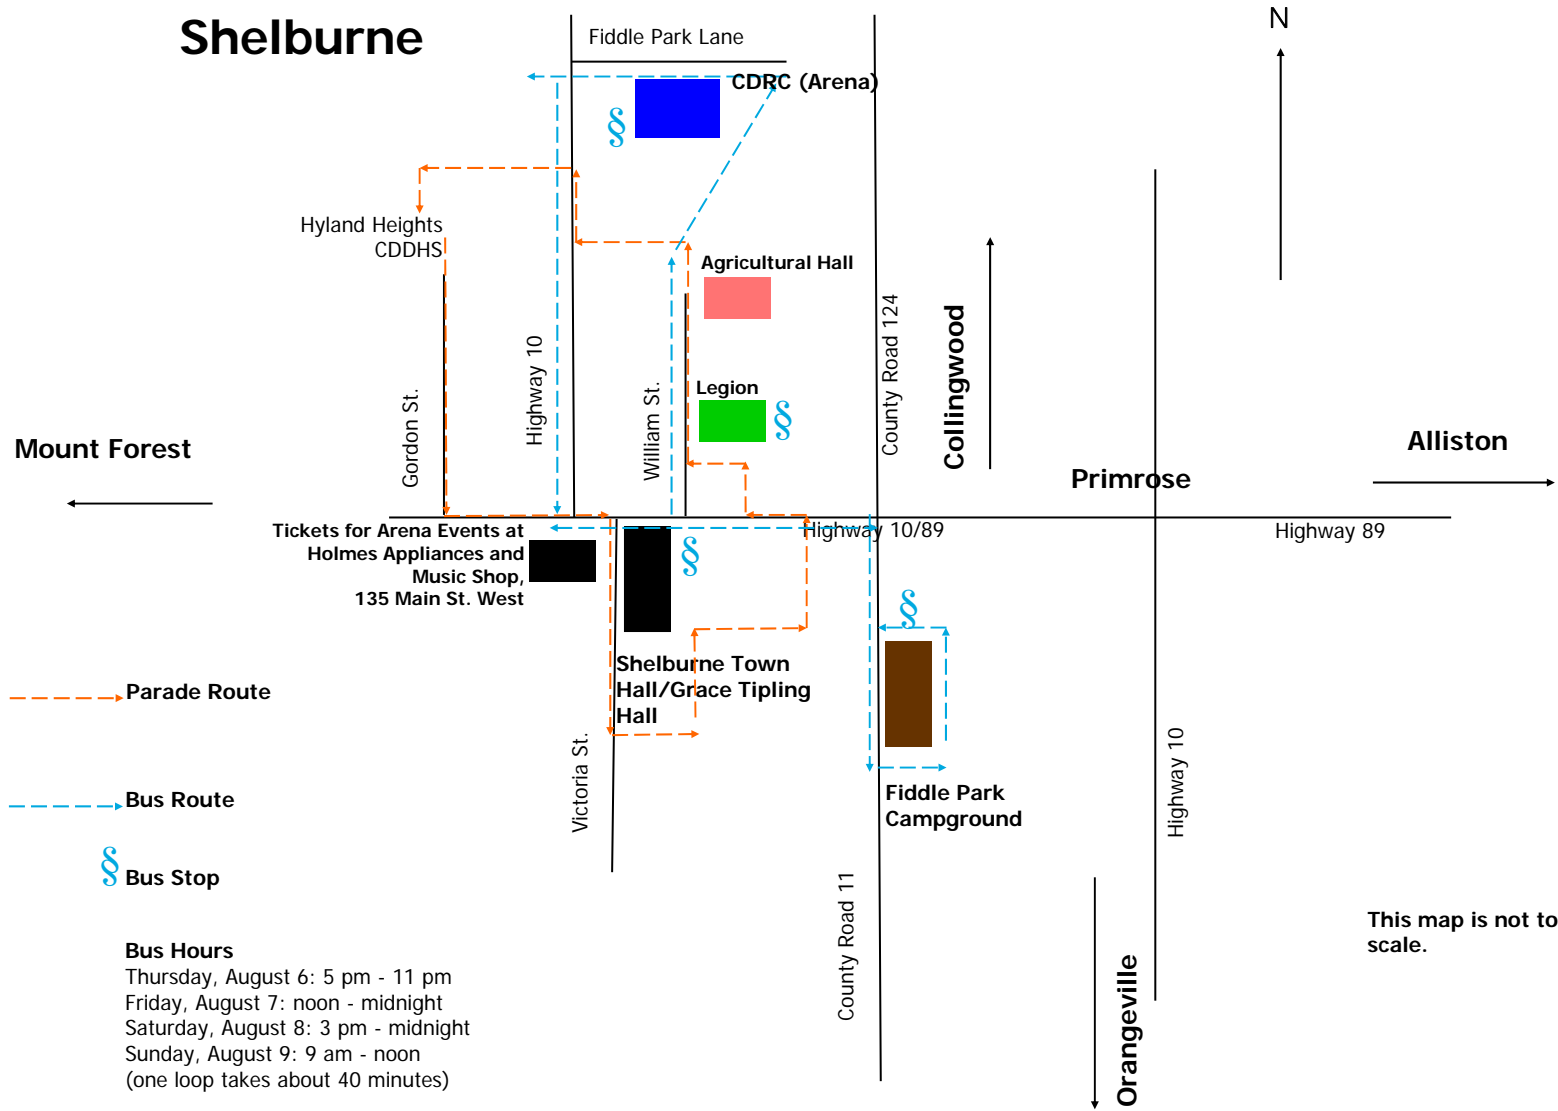 Shelburne
Fiddle Park Lane
N
CDRC (Arena)
§
Hyland Heights
CDDHS
Agricultural Hall
Legion
§
Gordon St.
Highway 10
William St.
County Road 124
Collingwood
Mount Forest
Primrose
Alliston
Highway 10/89
Highway 89
Tickets for Arena Events at
Holmes Appliances and
Music Shop,
135 Main St. West
§
§
Shelburne Town
Hall/Grace Tipling
Hall
Victoria St.
Fiddle Park
Campground
Highway 10
County Road 11
Orangeville
Parade Route
Bus Route
§ Bus Stop
Bus Hours
Thursday, August 6: 5 pm - 11 pm
Friday, August 7: noon - midnight
Saturday, August 8: 3 pm - midnight
Sunday, August 9: 9 am - noon
(one loop takes about 40 minutes)
This map is not to
scale.